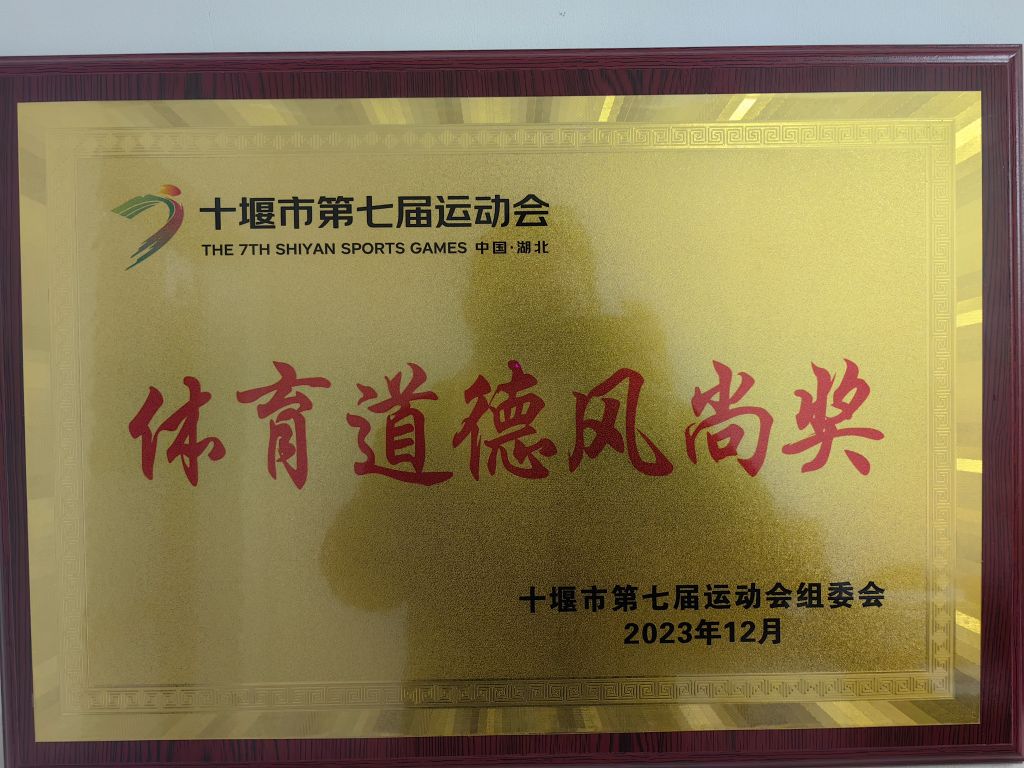 十堰市第七届运动会
THE 7TH SHIYAN SPORTS GAMES 中国·湖北
体育道德风尚奖
十堰市第七届运动会组委会
2023年12月